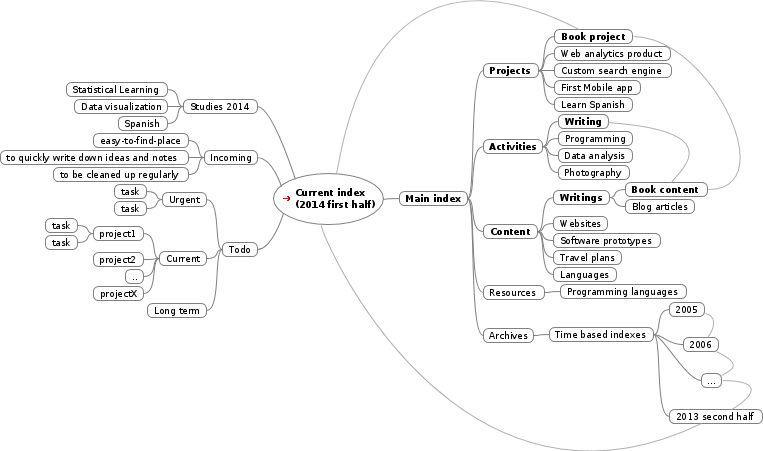 Current index
(2014 first half)
Studies 2014
Statistical Learning
Data visualization
Spanish
Incoming
easy-to-find-place
to quickly write down ideas and notes
to be cleaned up regularly
Todo
Urgent
task
task
Current
project1
task
task
project2
..
projectX
Long term
Main index
Projects
Book project
Web analytics product
Custom search engine
First Mobile app
Learn Spanish
Activities
Writing
Programming
Data analysis
Photography
Content
Writings
Book content
Blog articles
Websites
Software prototypes
Travel plans
Languages
Resources
Programming languages
Archives
Time based indexes
2005
2006
...
2013 second half